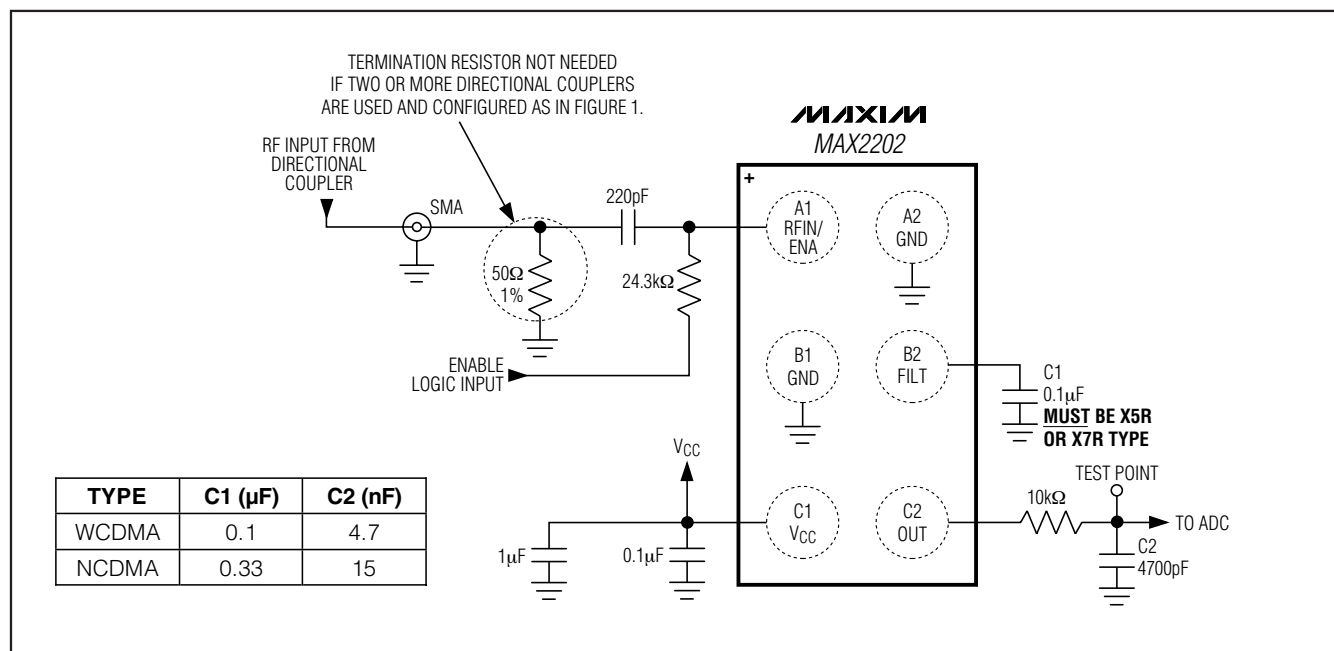 TERMINATION RESISTOR NOT NEEDED
IF TWO OR MORE DIRECTIONAL COUPLERS
ARE USED AND CONFIGURED AS IN FIGURE 1.
RF INPUT FROM
DIRECTIONAL
COUPLER
SMA
50Ω
1%
220pF
24.3kΩ
ENABLE
LOGIC INPUT
MAXIM
MAX2202
+
A1
RFIN/
ENA
A2
GND
B1
GND
B2
FILT
C1
0.1µF
MUST BE X5R
OR X7R TYPE
VCC
1µF
0.1µF
C1
VCC
C2
OUT
10kΩ
TEST POINT
TO ADC
C2
4700pF
TYPE C1 (µF) C2 (nF)
WCDMA 0.1 4.7
NCDMA 0.33 15